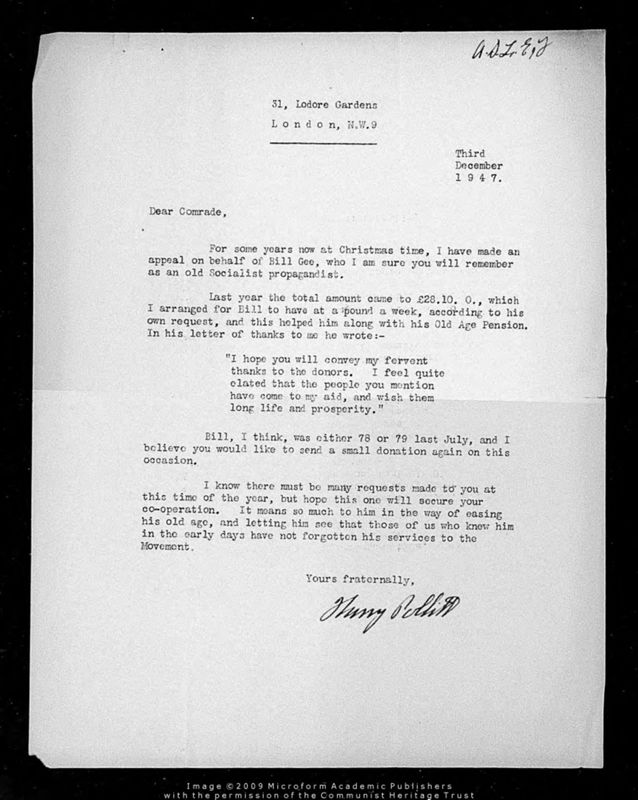 31, Lodore Gardens
London, N.W.9
Third
December
1947.
Dear Comrade,
For some years now at Christmas time, I have made an
appeal on behalf of Bill Gee, who I am sure you will remember
as an old Socialist propagandist.
Last year the total amount came to £28.10. 0., which
I arranged for Bill to have at a pound a week, according to his
own request, and this helped him along with his Old Age Pension.
In his letter of thanks to me he wrote:-
"I hope you will convey my fervent
thanks to the donors. I feel quite
elated that the people you mention
have come to my aid, and wish them
long life and prosperity."
Bill, I think, was either 78 or 79 last July, and I
believe you would like to send a small donation again on this
occasion.
I know there must be many requests made to you at
this time of the year, but hope this one will secure your
co-operation. It means so much to him in the way of easing
his old age, and letting him see that those of us who knew him
in the early days have not forgotten his services to the
Movement.
Yours fraternally,
Harry Pollitt
Image ©2009 Microform Academic Publishers
with the permission of the Communist Heritage Trust